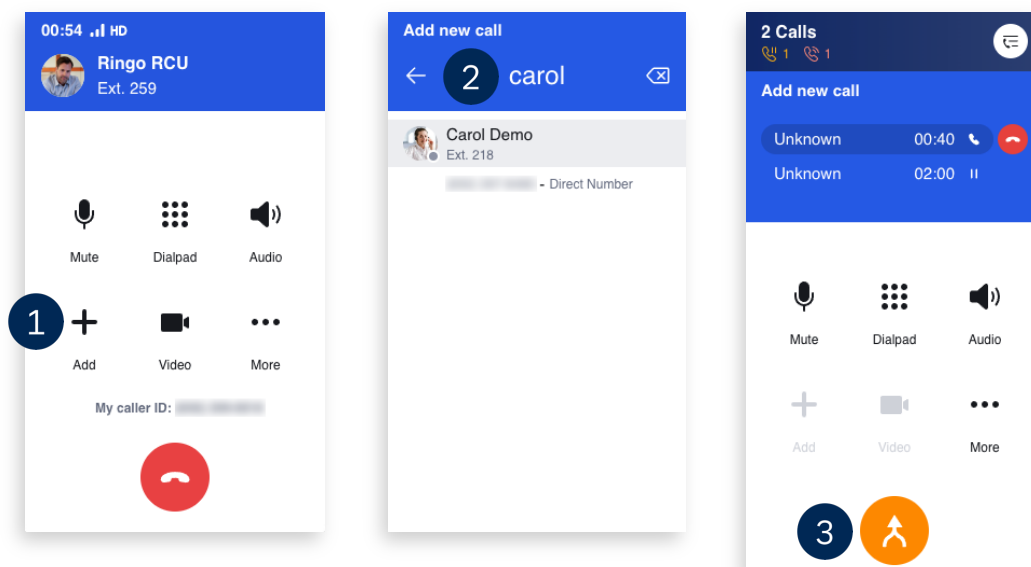 00:54 HD
Ringo RCU
Ext. 259
Mute Dialpad Audio
1
Add Video More
My caller ID:
Add new call
2 carol
Carol Demo
Ext. 218
- Direct Number
2 Calls
1 1
Add new call
Unknown 00:40
Unknown 02:00
Mute Dialpad Audio
Add Video More
3